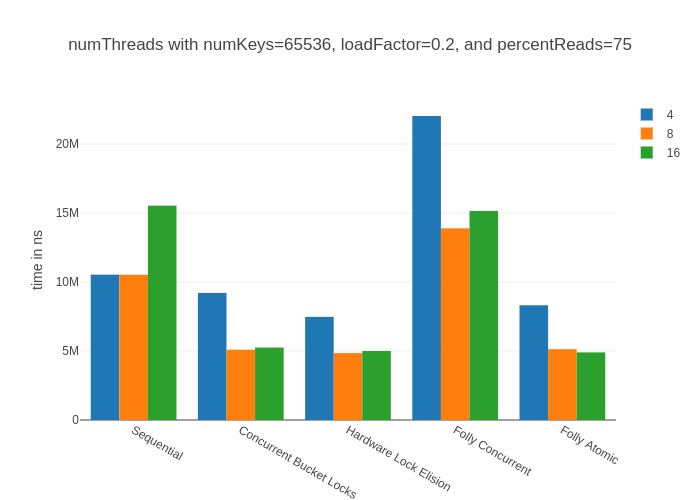 numThreads with numKeys=65536, loadFactor=0.2, and percentReads=75
4
8
16
time in ns
20M
15M
10M
5M
0
Sequential
Concurrent Bucket Locks
Hardware Lock Elision
Folly Concurrent
Folly Atomic